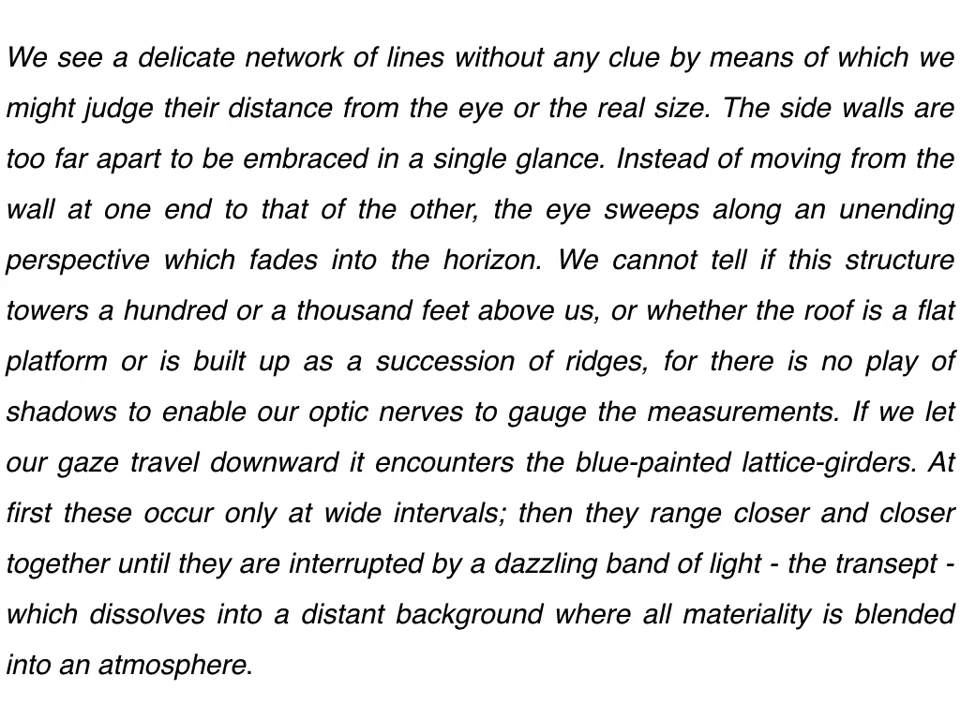 We see a delicate network of lines without any clue by means of which we
might judge their distance from the eye or the real size. The side walls are
too far apart to be embraced in a single glance. Instead of moving from the
wall at one end to that of the other, the eye sweeps along an unending
perspective which fades into the horizon. We cannot tell if this structure
towers a hundred or a thousand feet above us, or whether the roof is a flat
platform or is built up as a succession of ridges, for there is no play of
shadows to enable our optic nerves to gauge the measurements. If we let
our gaze travel downward it encounters the blue-painted lattice-girders. At
first these occur only at wide intervals; then they range closer and closer
together until they are interrupted by a dazzling band of light - the transept -
which dissolves into a distant background where all materiality is blended
into an atmosphere.